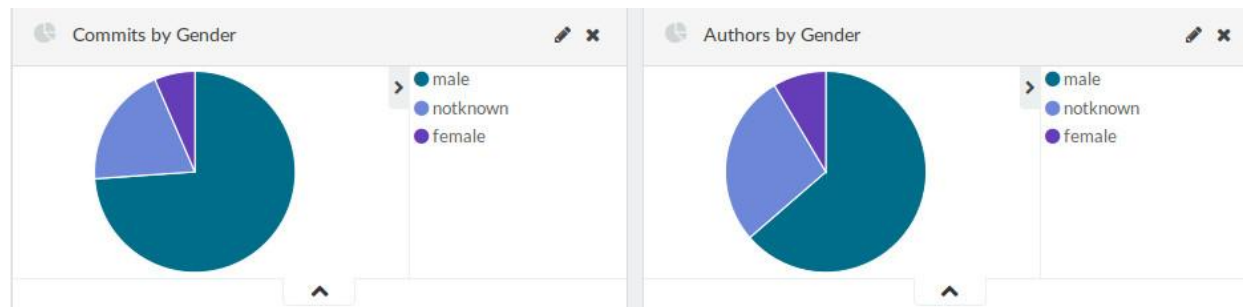 Commits by Gender
male
notknown
female
Authors by Gender
male
notknown
female